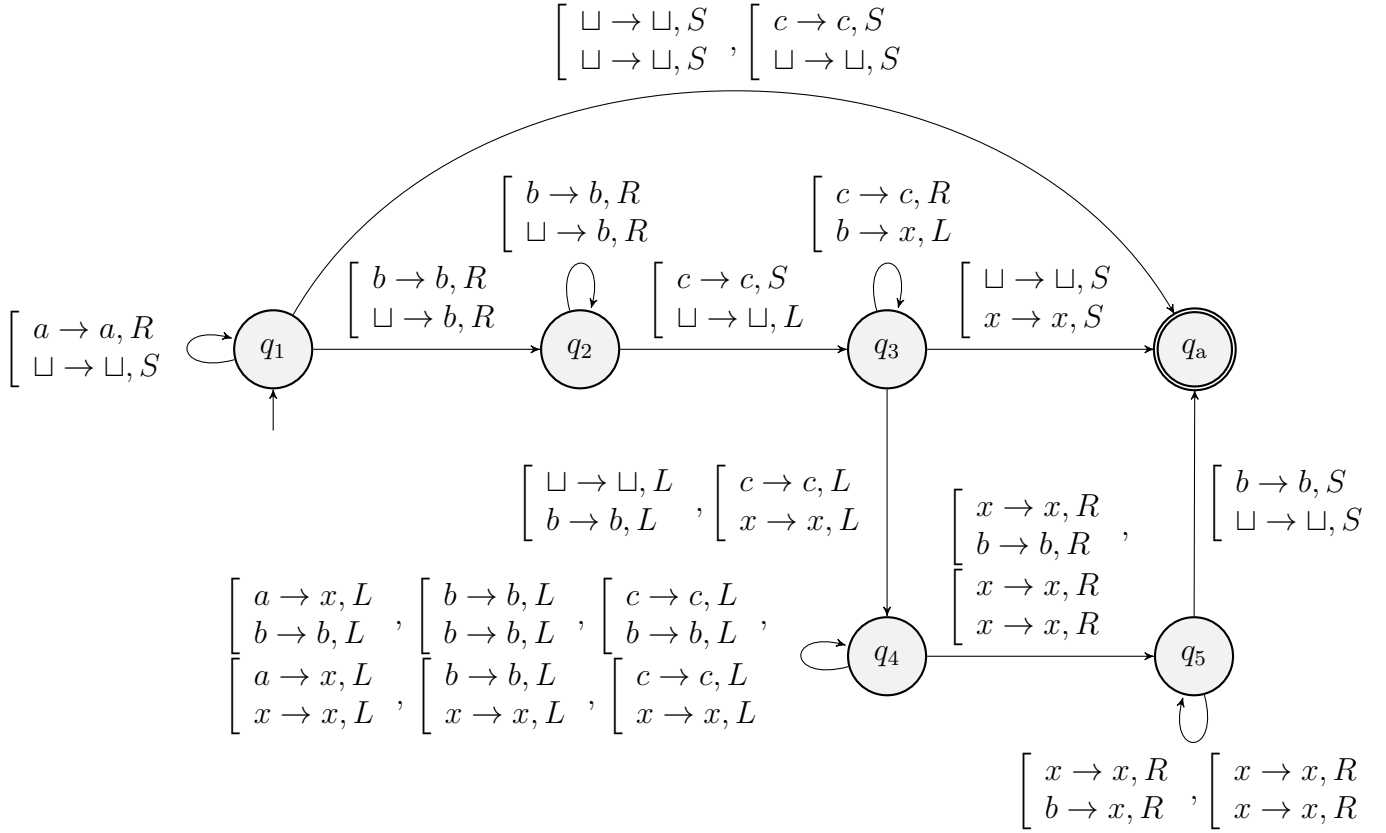 ⊔ → ⊔, S , c → c, S
⊔ → ⊔, S ⊔ → ⊔, S
b → b, R
⊔ → b, R
c → c, R
b → x, L
b → b, R
⊔ → b, R
c → c, S
⊔ → ⊔, L
⊔ → ⊔, S
x → x, S
a → a, R
⊔ → ⊔, S
q1 q2 q3 qa
⊔ → ⊔, L , c → c, L
b → b, L x → x, L
x → x, R ,
b → b, R
x → x, R
x → x, R
b → b, S
⊔ → ⊔, S
a → x, L , b → b, L , c → c, L ,
b → b, L b → b, L b → b, L
a → x, L , b → b, L , c → c, L
x → x, L x → x, L x → x, L
q4 q5
x → x, R , x → x, R
b → x, R x → x, R